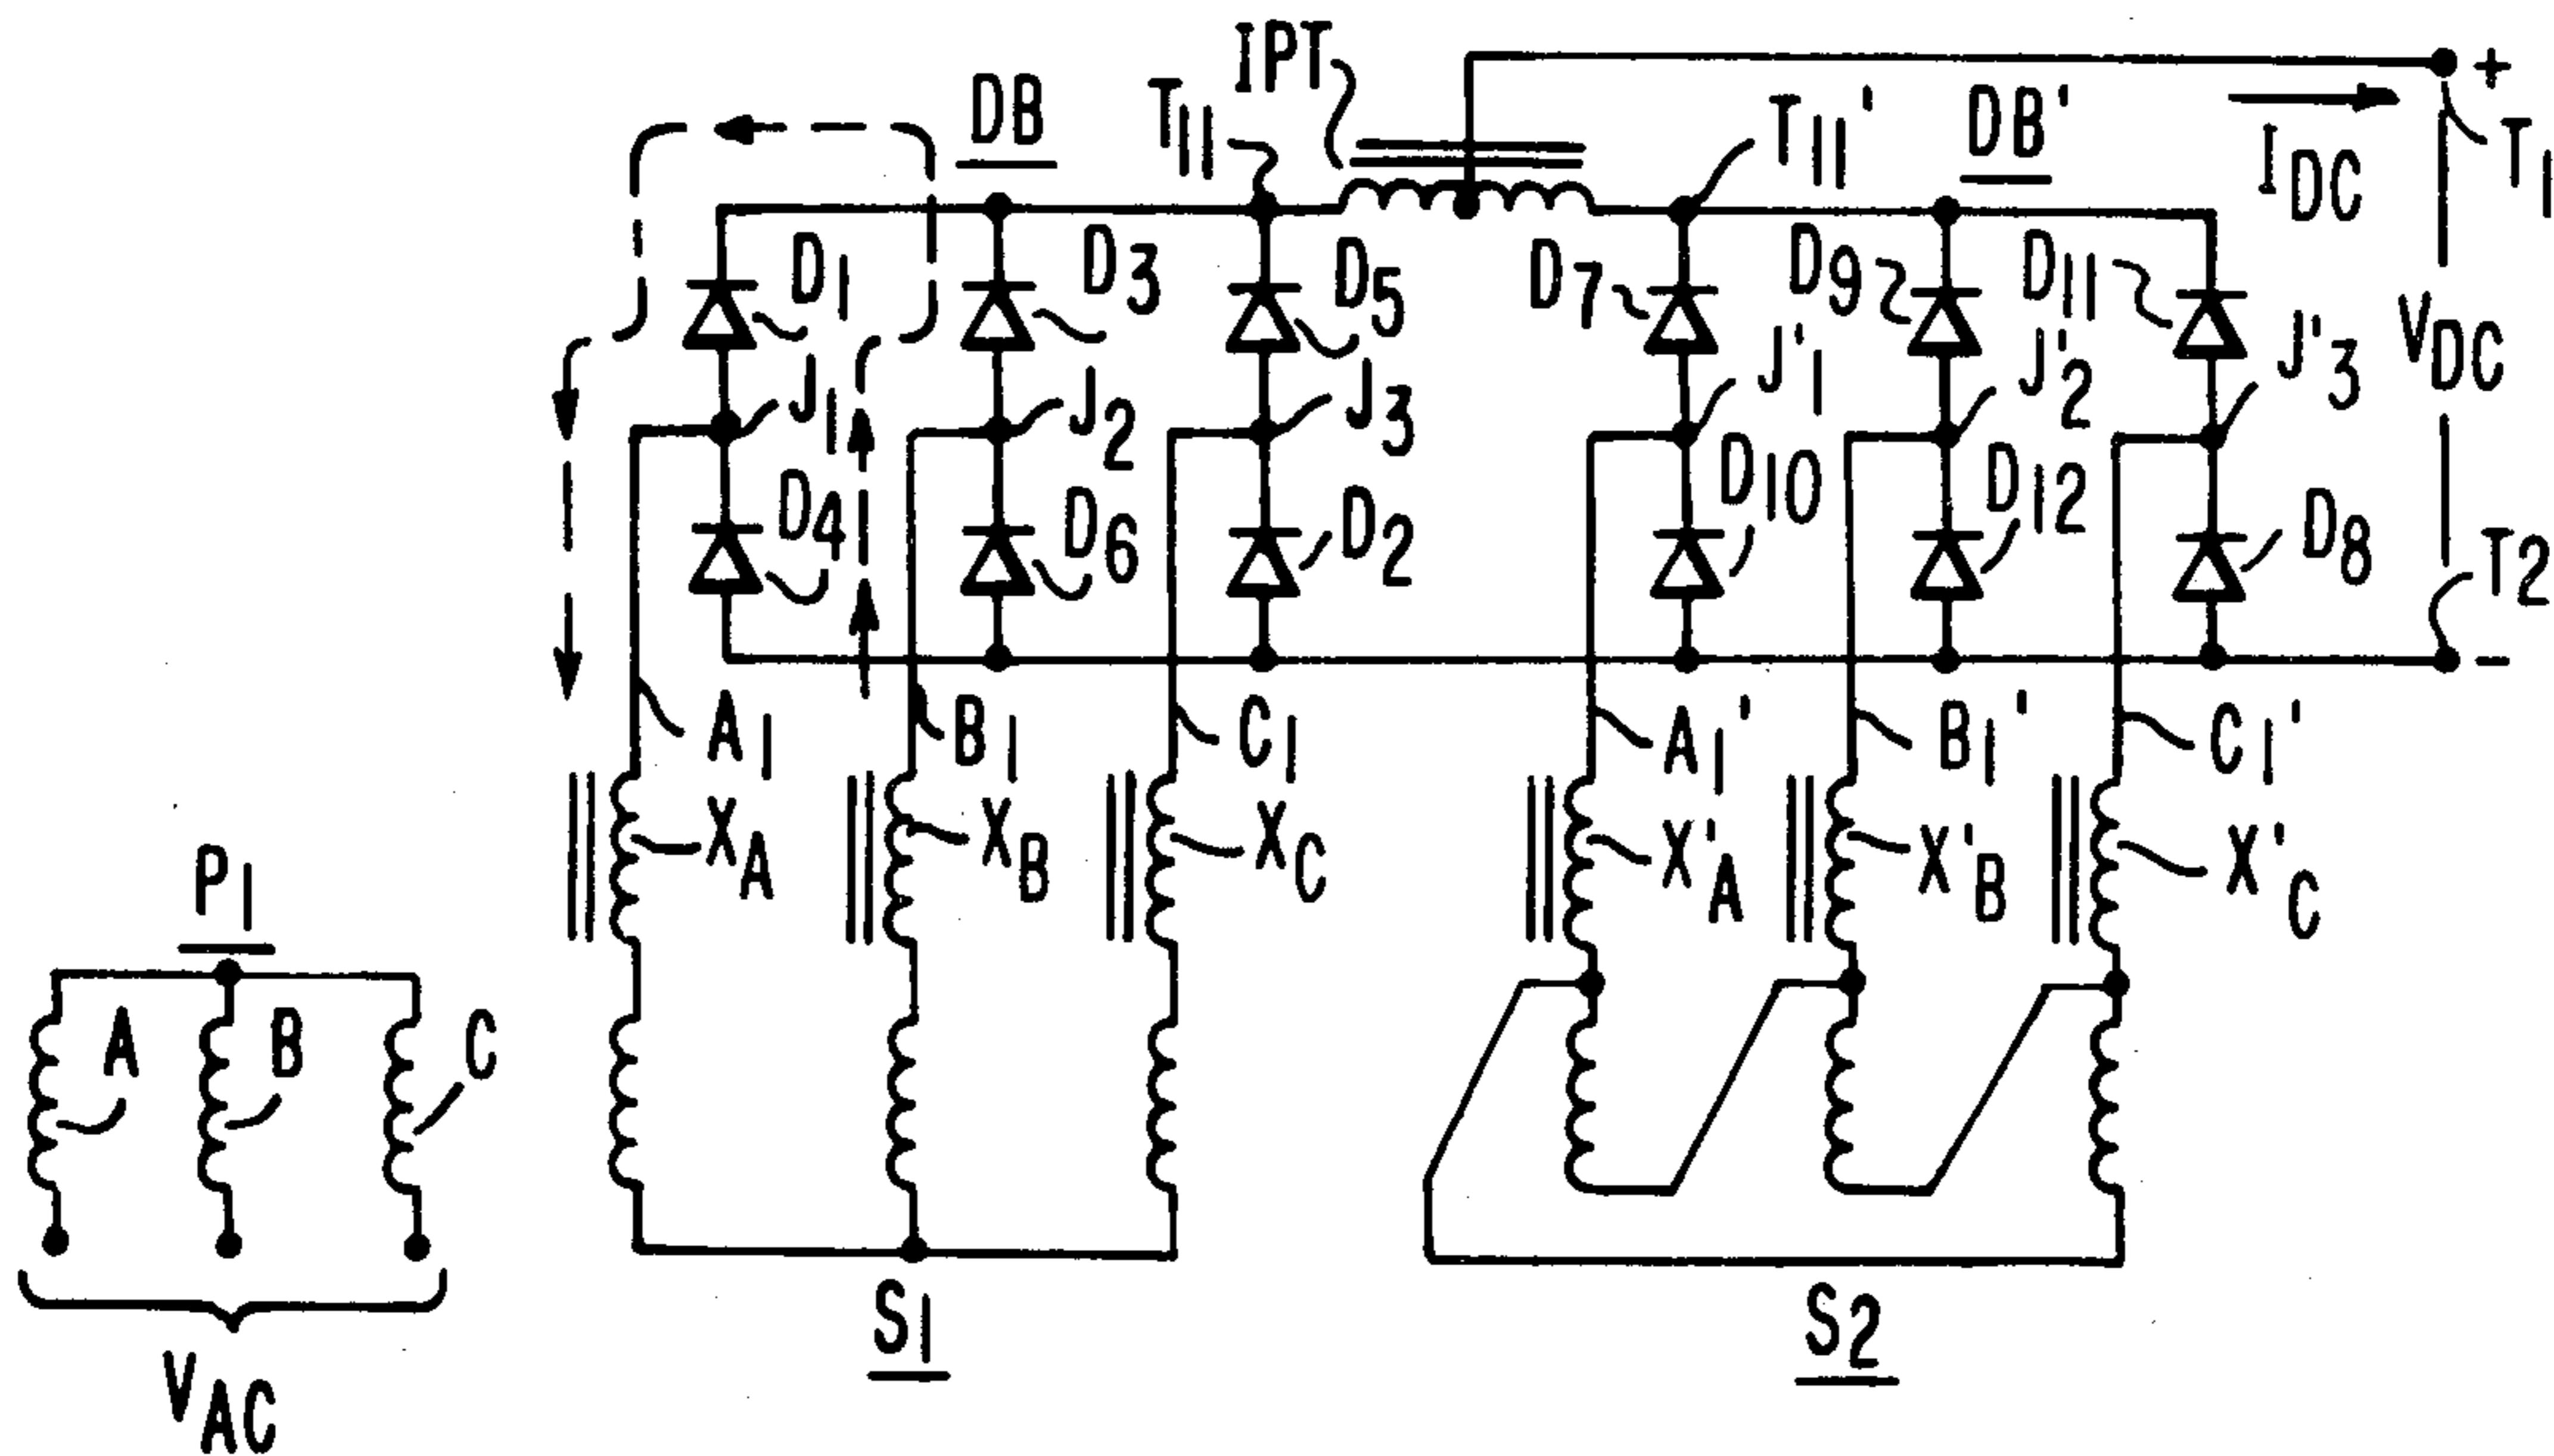 IPT
DB
T11
T11'
DB'
+
IDC
T1
D1
D3
D5
D7
D9
D11
VDC
J1
J2
J3
J'1
J'2
J'3
D4
D6
D2
D10
D12
D8
T2
-
A1
B1
C1
A1'
B1'
C1'
XA
XB
XC
X'A
X'B
X'C
P1
A
B
C
S1
S2
VAC